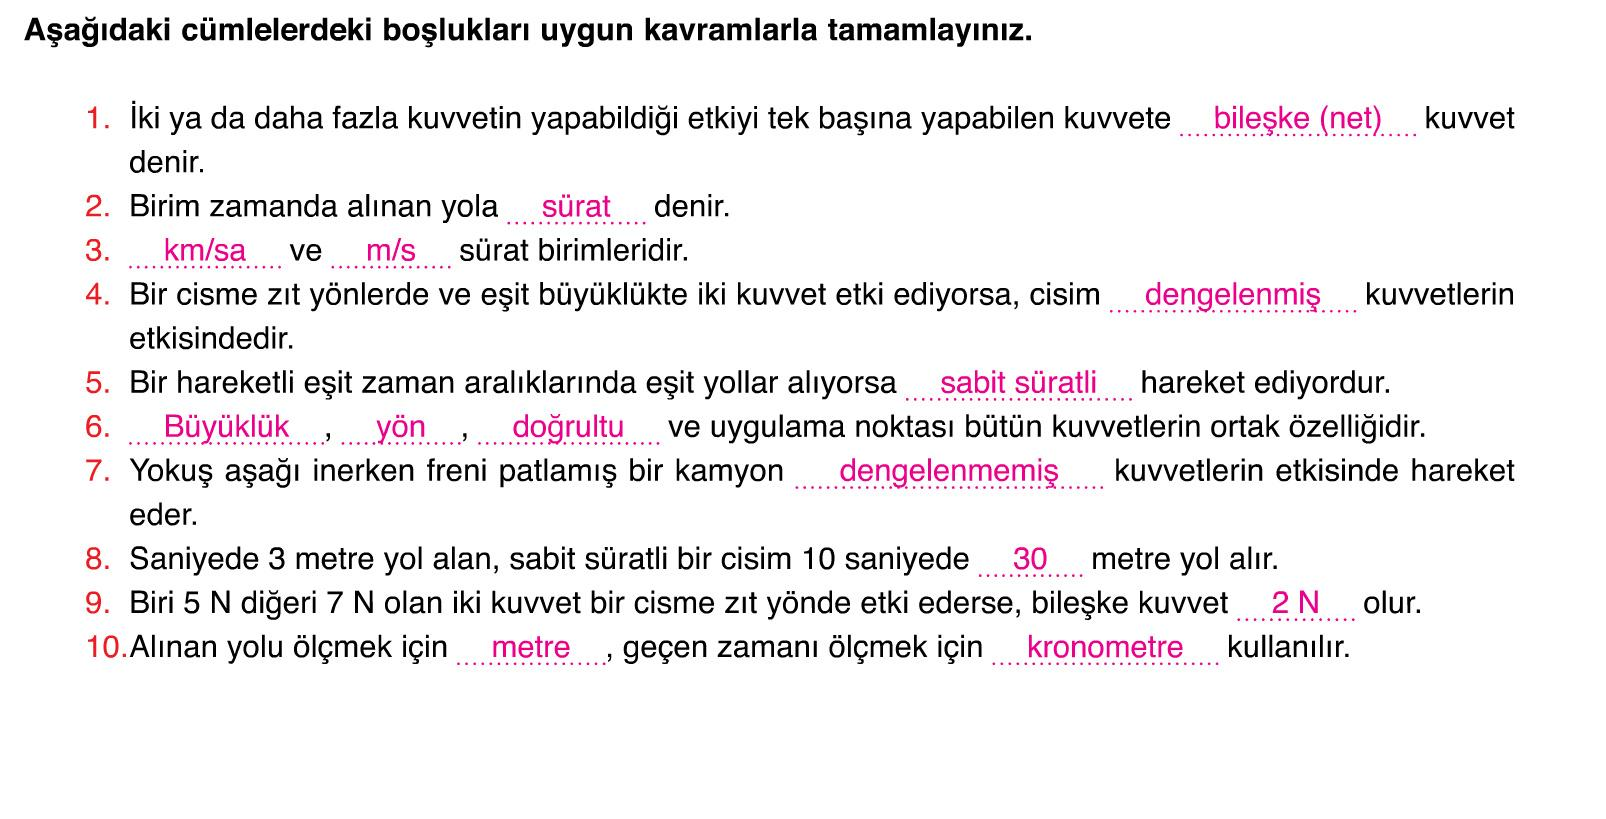 Aşağıdaki cümlelerdeki boşlukları uygun kavramlarla tamamlayınız.
1. İki ya da daha fazla kuvvetin yapabildiği etkiyi tek başına yapabilen kuvvete bileşke (net) kuvvet
denir.
2. Birim zamanda alınan yola sürat denir.
3. km/sa ve m/s sürat birimleridir.
4. Bir cisme zıt yönlerde ve eşit büyüklükte iki kuvvet etki ediyorsa, cisim dengelenmiş kuvvetlerin
etkisindedir.
5. Bir hareketli eşit zaman aralıklarında eşit yollar alıyorsa sabit süratli hareket ediyordur.
6. Büyüklük, yön, doğrultu ve uygulama noktası bütün kuvvetlerin ortak özelliğidir.
7. Yokuş aşağı inerken freni patlamış bir kamyon dengelenmemiş kuvvetlerin etkisinde hareket
eder.
8. Saniyede 3 metre yol alan, sabit süratli bir cisim 10 saniyede 30 metre yol alır.
9. Biri 5 N diğeri 7 N olan iki kuvvet bir cisme zıt yönde etki ederse, bileşke kuvvet 2 N olur.
10.Alınan yolu ölçmek için metre, geçen zamanı ölçmek için kronometre kullanılır.